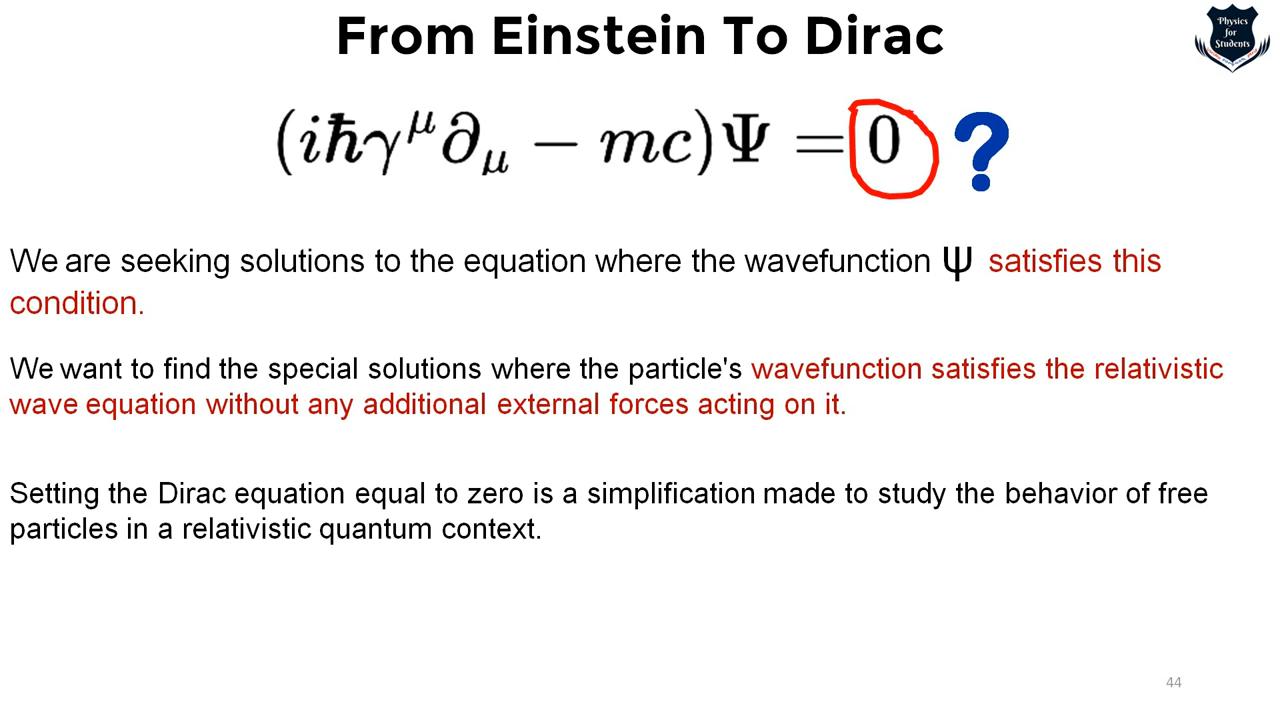 From Einstein To Dirac
Physics
for
Students
(iħγ^μ∂_μ − mc)Ψ = 0 ?
We are seeking solutions to the equation where the wavefunction ψ satisfies this
condition.
We want to find the special solutions where the particle's wavefunction satisfies the relativistic
wave equation without any additional external forces acting on it.
Setting the Dirac equation equal to zero is a simplification made to study the behavior of free
particles in a relativistic quantum context.
44